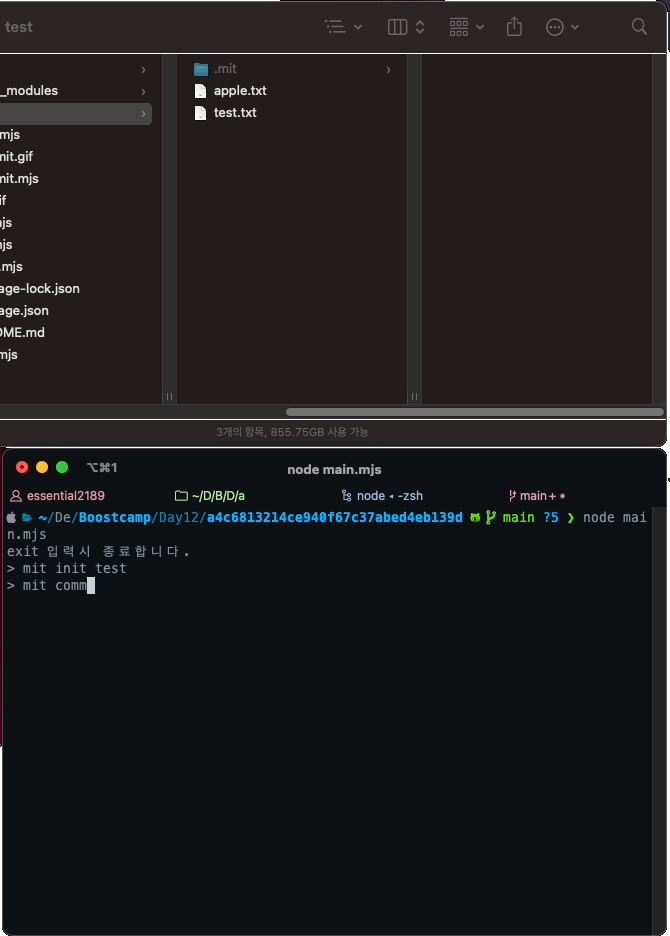 test
_modules
mjs
nit.gif
nit.mjs
if
js
js
.mjs
age-lock.json
age.json
OME.md
mjs
.mit
apple.txt
test.txt
3개의 항목, 855.75GB 사용 가능
⌥⌘1
node main.mjs
essential2189
~/D/B/D/a
node ◂ -zsh
main+ •
~/De/Boostcamp/Day12/a4c6813214ce940f67c37abed4eb139d main ?5 ❯ node mai
n.mjs
exit 입력시 종료합니다.
> mit init test
> mit comm